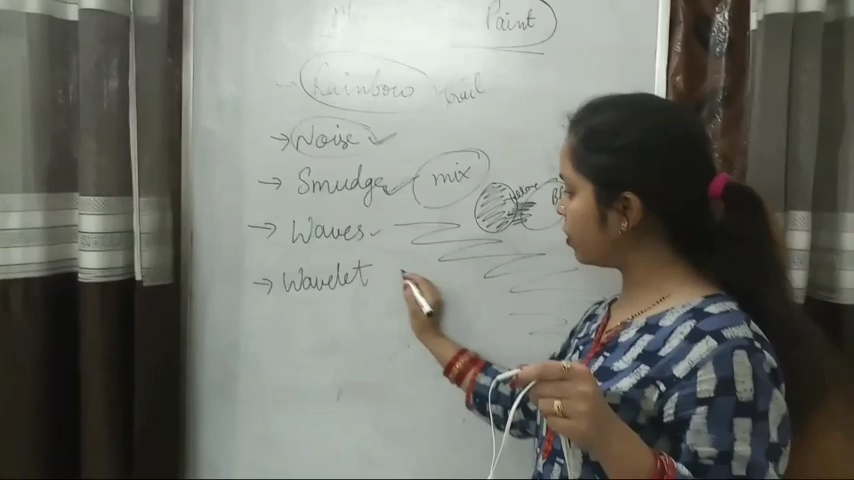 Paint
Rainbow trail
→ Noise ✓
→ Smudge ✓ mix
→ Waves ✓
→ Wavelet